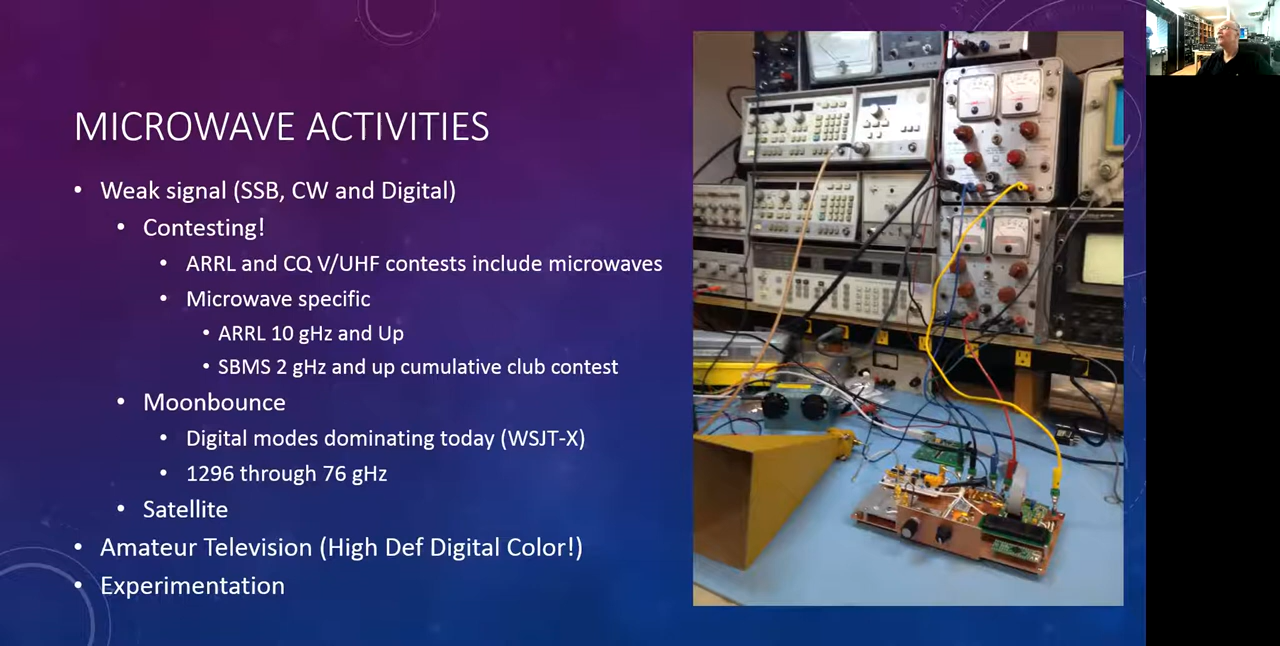 MICROWAVE ACTIVITIES
• Weak signal (SSB, CW and Digital)
• Contesting!
• ARRL and CQ V/UHF contests include microwaves
• Microwave specific
• ARRL 10 gHz and Up
• SBMS 2 gHz and up cumulative club contest
• Moonbounce
• Digital modes dominating today (WSJT-X)
• 1296 through 76 gHz
• Satellite
• Amateur Television (High Def Digital Color!)
• Experimentation